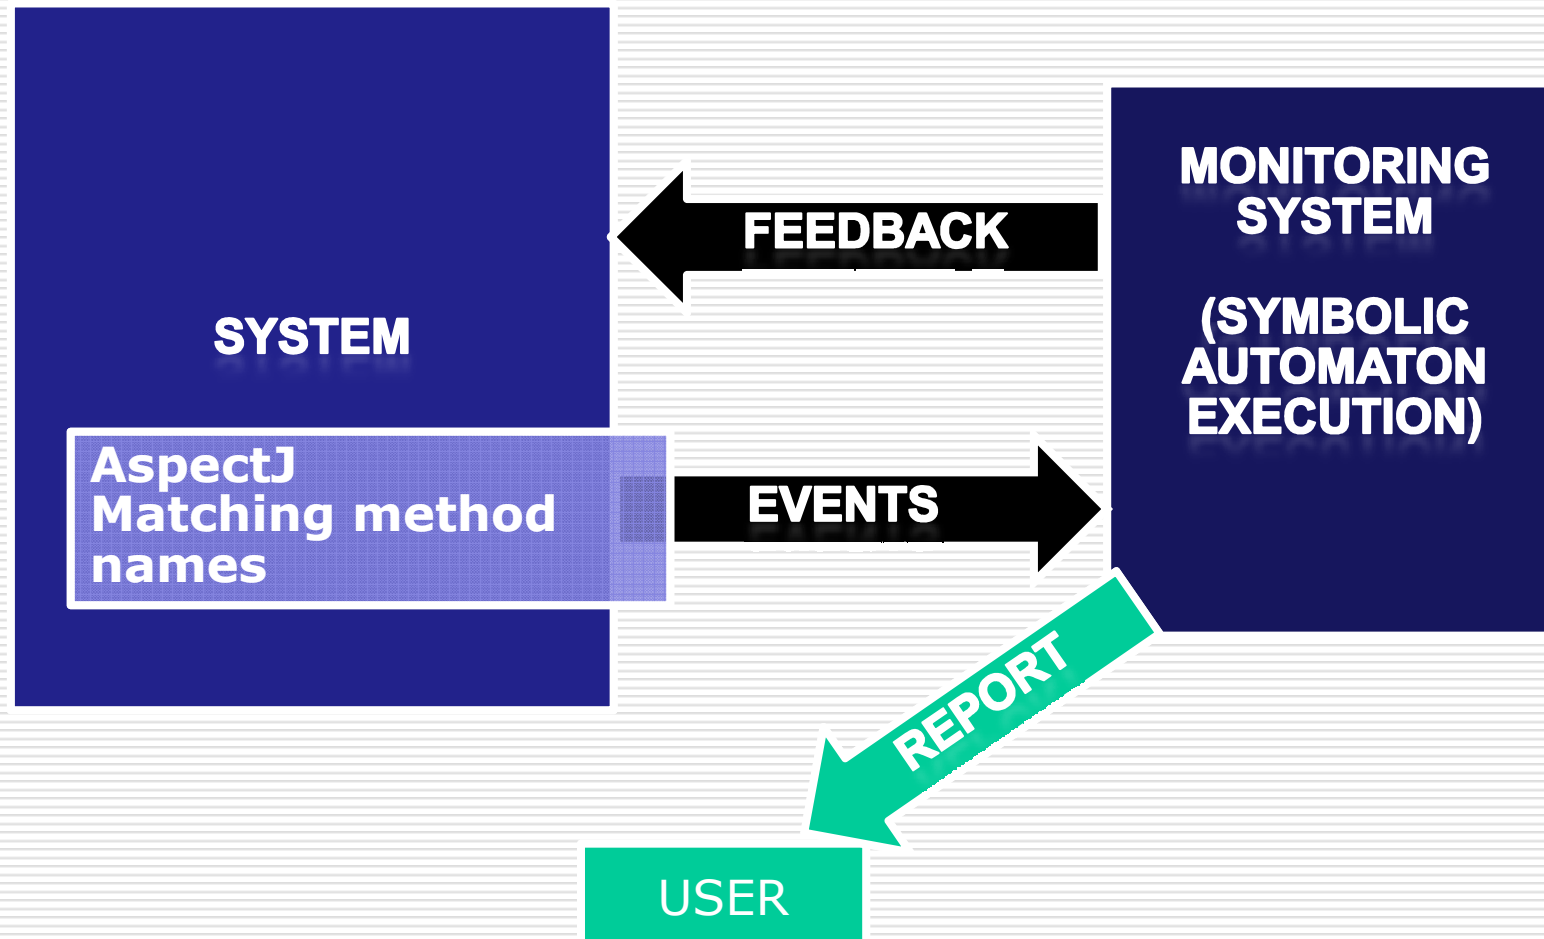 SYSTEM
AspectJ
Matching method
names
FEEDBACK
EVENTS
MONITORING
SYSTEM
(SYMBOLIC
AUTOMATON
EXECUTION)
REPORT
USER